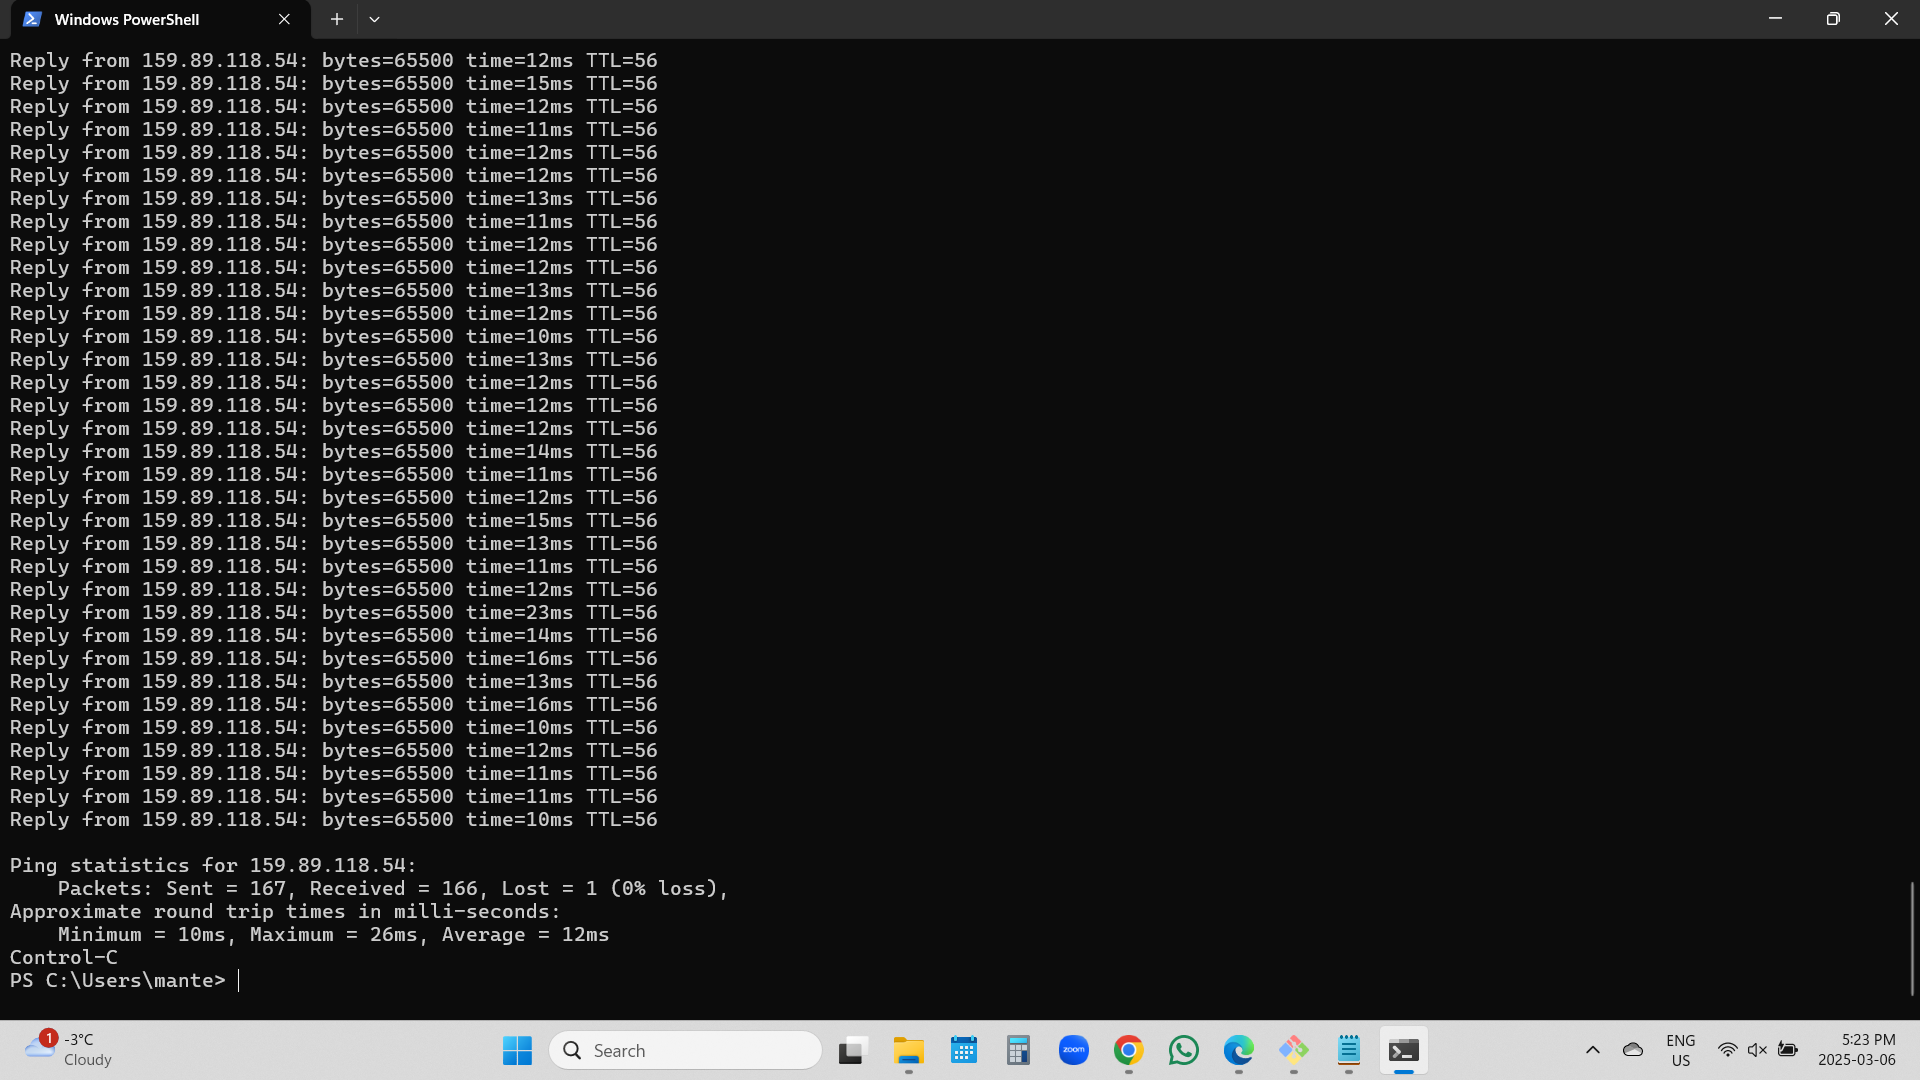 Windows PowerShell
Reply from 159.89.118.54: bytes=65500 time=12ms TTL=56
Reply from 159.89.118.54: bytes=65500 time=15ms TTL=56
Reply from 159.89.118.54: bytes=65500 time=12ms TTL=56
Reply from 159.89.118.54: bytes=65500 time=11ms TTL=56
Reply from 159.89.118.54: bytes=65500 time=12ms TTL=56
Reply from 159.89.118.54: bytes=65500 time=12ms TTL=56
Reply from 159.89.118.54: bytes=65500 time=13ms TTL=56
Reply from 159.89.118.54: bytes=65500 time=11ms TTL=56
Reply from 159.89.118.54: bytes=65500 time=12ms TTL=56
Reply from 159.89.118.54: bytes=65500 time=12ms TTL=56
Reply from 159.89.118.54: bytes=65500 time=13ms TTL=56
Reply from 159.89.118.54: bytes=65500 time=12ms TTL=56
Reply from 159.89.118.54: bytes=65500 time=10ms TTL=56
Reply from 159.89.118.54: bytes=65500 time=13ms TTL=56
Reply from 159.89.118.54: bytes=65500 time=12ms TTL=56
Reply from 159.89.118.54: bytes=65500 time=12ms TTL=56
Reply from 159.89.118.54: bytes=65500 time=12ms TTL=56
Reply from 159.89.118.54: bytes=65500 time=14ms TTL=56
Reply from 159.89.118.54: bytes=65500 time=11ms TTL=56
Reply from 159.89.118.54: bytes=65500 time=12ms TTL=56
Reply from 159.89.118.54: bytes=65500 time=15ms TTL=56
Reply from 159.89.118.54: bytes=65500 time=13ms TTL=56
Reply from 159.89.118.54: bytes=65500 time=11ms TTL=56
Reply from 159.89.118.54: bytes=65500 time=12ms TTL=56
Reply from 159.89.118.54: bytes=65500 time=23ms TTL=56
Reply from 159.89.118.54: bytes=65500 time=14ms TTL=56
Reply from 159.89.118.54: bytes=65500 time=16ms TTL=56
Reply from 159.89.118.54: bytes=65500 time=13ms TTL=56
Reply from 159.89.118.54: bytes=65500 time=16ms TTL=56
Reply from 159.89.118.54: bytes=65500 time=10ms TTL=56
Reply from 159.89.118.54: bytes=65500 time=12ms TTL=56
Reply from 159.89.118.54: bytes=65500 time=11ms TTL=56
Reply from 159.89.118.54: bytes=65500 time=11ms TTL=56
Reply from 159.89.118.54: bytes=65500 time=10ms TTL=56
Ping statistics for 159.89.118.54:
Packets: Sent = 167, Received = 166, Lost = 1 (0% loss),
Approximate round trip times in milli-seconds:
Minimum = 10ms, Maximum = 26ms, Average = 12ms
Control-C
PS C:\Users\mante>
1
-3°C
Cloudy
Search
zoom
ENG
US
5:23 PM
2025-03-06